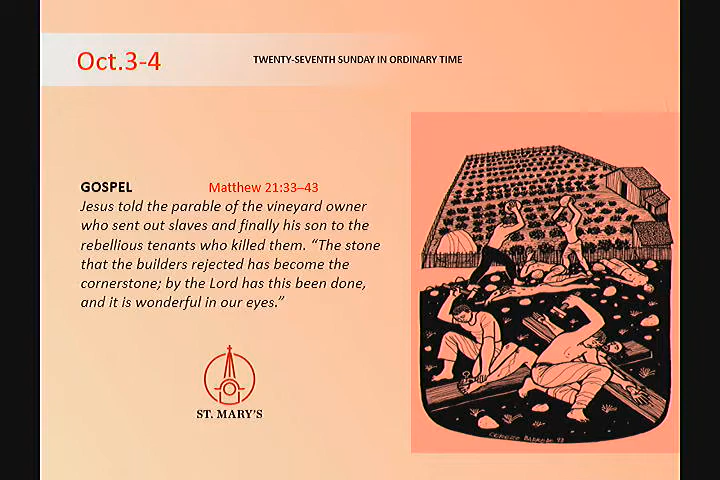 Oct.3-4
TWENTY-SEVENTH SUNDAY IN ORDINARY TIME
GOSPEL Matthew 21:33–43
Jesus told the parable of the vineyard owner
who sent out slaves and finally his son to the
rebellious tenants who killed them. “The stone
that the builders rejected has become the
cornerstone; by the Lord has this been done,
and it is wonderful in our eyes.”
ST. MARY'S
CEREZO BARREDO 93